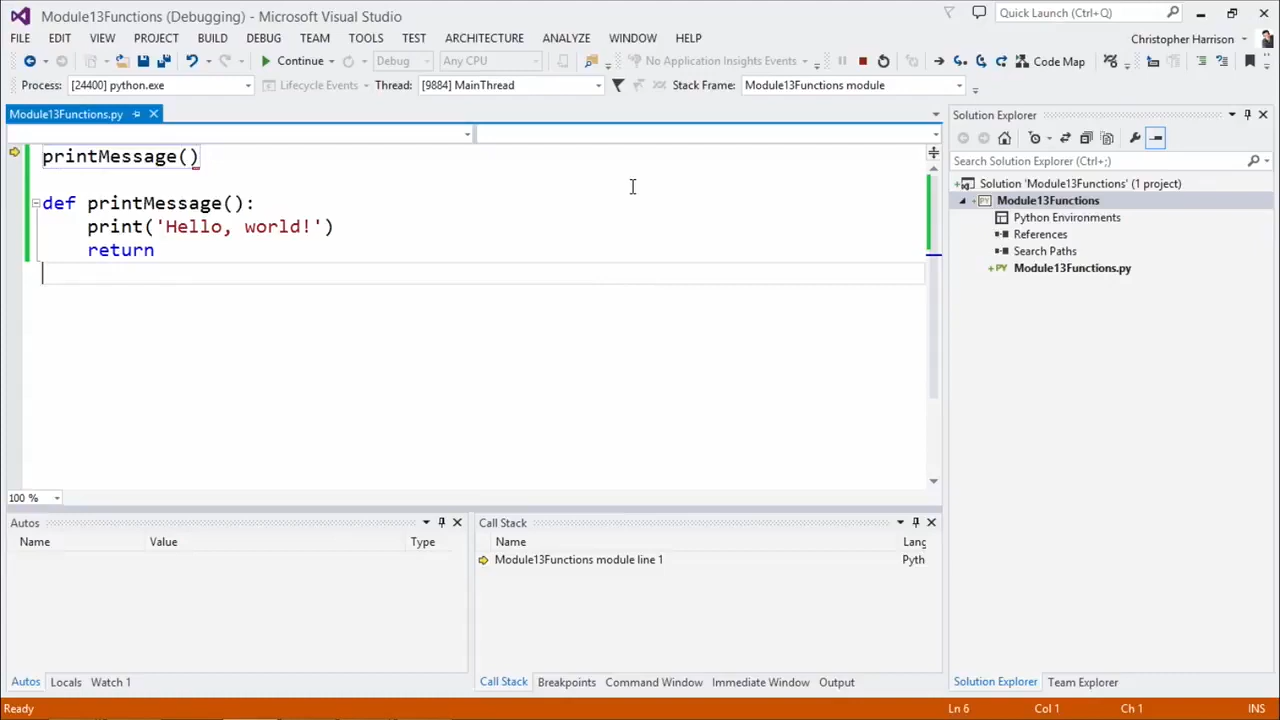 Module13Functions (Debugging) - Microsoft Visual Studio
Quick Launch (Ctrl+Q)
FILE EDIT VIEW PROJECT BUILD DEBUG TEAM TOOLS TEST ARCHITECTURE ANALYZE WINDOW HELP
Christopher Harrison
Continue Debug Any CPU No Application Insights Events Code Map
Process: [24400] python.exe Lifecycle Events Thread: [9884] MainThread Stack Frame: Module13Functions module
Module13Functions.py
printMessage()
def printMessage():
print('Hello, world!')
return
100 %
Solution Explorer
Search Solution Explorer (Ctrl+;)
Solution 'Module13Functions' (1 project)
PY Module13Functions
Python Environments
References
Search Paths
PY Module13Functions.py
Autos
Name Value Type
Call Stack
Name Lang
Module13Functions module line 1 Pyth
Autos Locals Watch 1
Call Stack Breakpoints Command Window Immediate Window Output
Solution Explorer Team Explorer
Ready Ln 6 Col 1 Ch 1 INS